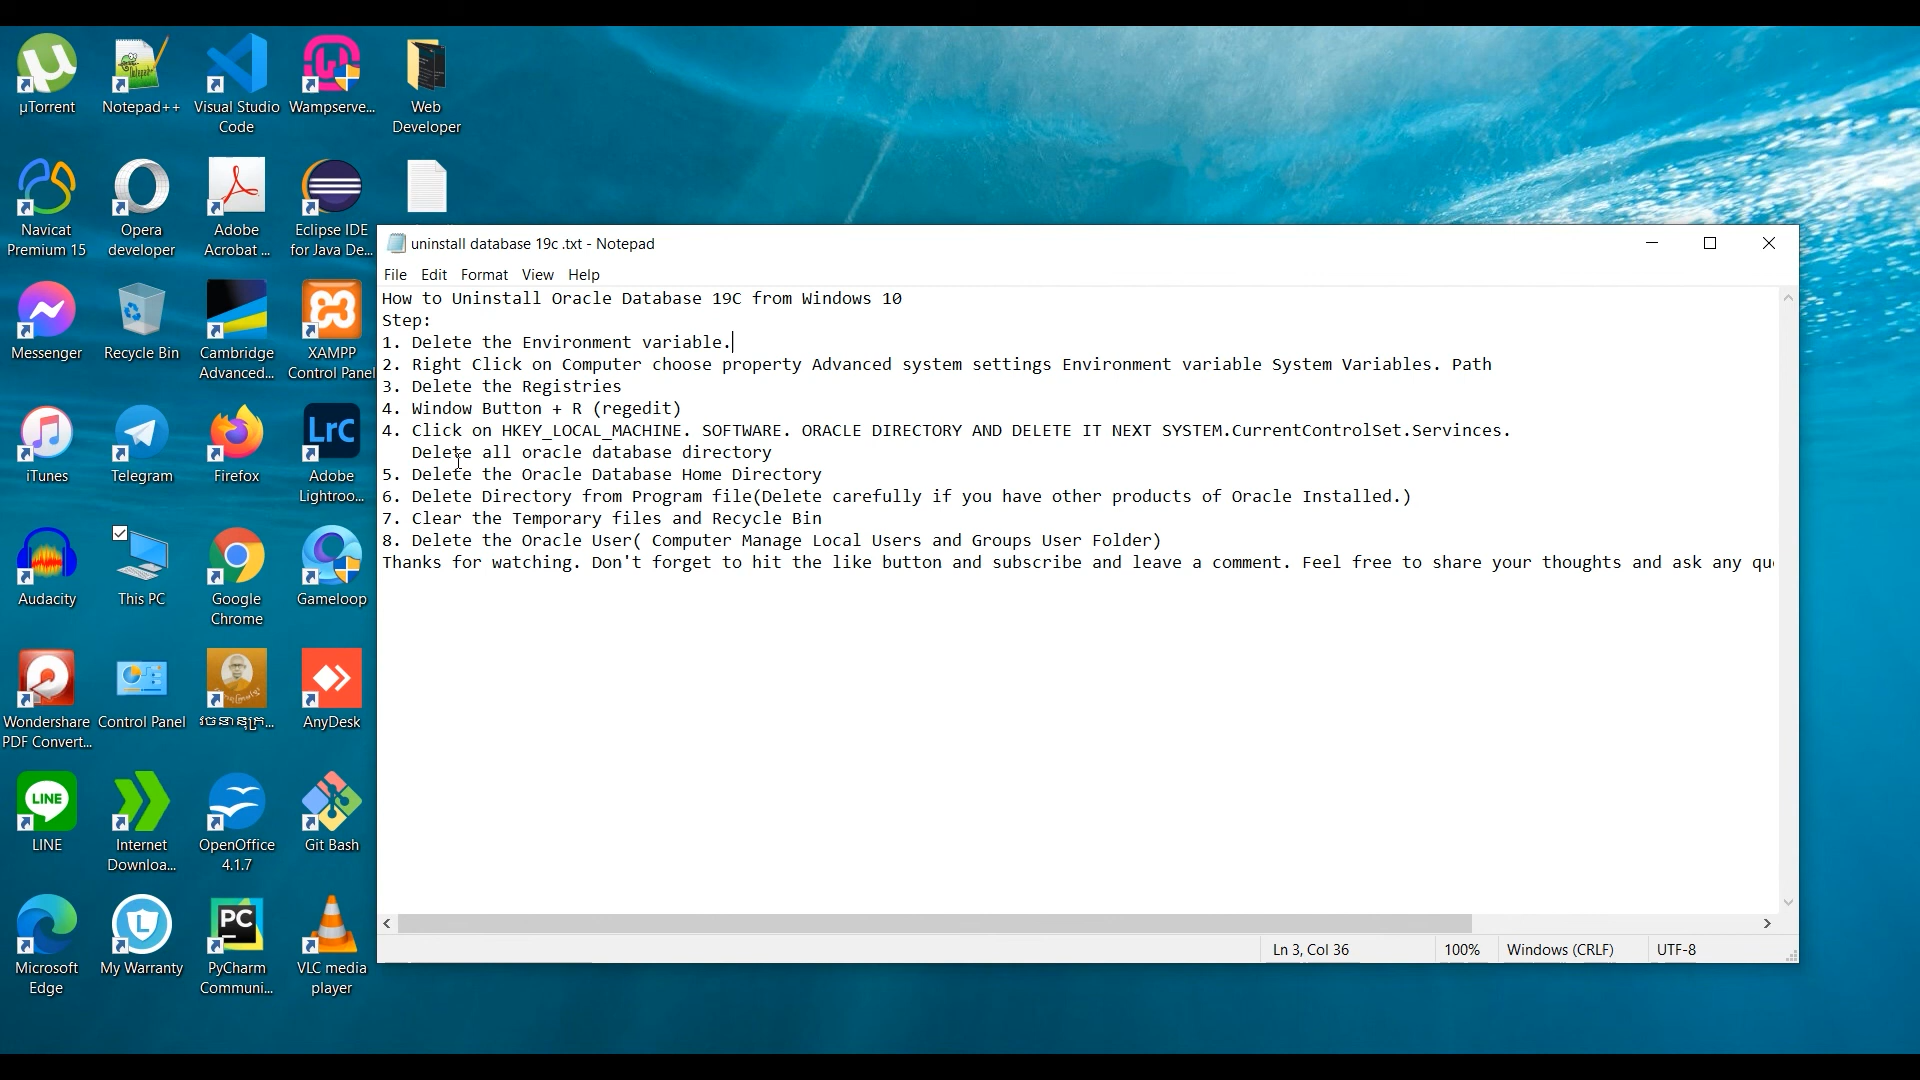 µTorrent
Notepad++
Visual Studio
Code
Wampserve...
Web
Developer
Navicat
Premium 15
Opera
developer
Adobe
Acrobat ...
Eclipse IDE
for Java De...
Messenger
Recycle Bin
Cambridge
Advanced...
XAMPP
Control Panel
iTunes
Telegram
Firefox
Lrc
Adobe
Lightroo...
Audacity
This PC
Google
Chrome
Gameloop
Wondershare
PDF Convert...
Control Panel
AnyDesk
LINE
LINE
Internet
Downloa...
OpenOffice
4.1.7
Git Bash
Microsoft
Edge
My Warranty
PC
PyCharm
Communi...
VLC media
player
uninstall database 19c .txt - Notepad
File Edit Format View Help
How to Uninstall Oracle Database 19C from Windows 10
Step:
1. Delete the Environment variable.
2. Right Click on Computer choose property Advanced system settings Environment variable System Variables. Path
3. Delete the Registries
4. Window Button + R (regedit)
4. Click on HKEY_LOCAL_MACHINE. SOFTWARE. ORACLE DIRECTORY AND DELETE IT NEXT SYSTEM.CurrentControlSet.Servinces.
Delete all oracle database directory
5. Delete the Oracle Database Home Directory
6. Delete Directory from Program file(Delete carefully if you have other products of Oracle Installed.)
7. Clear the Temporary files and Recycle Bin
8. Delete the Oracle User( Computer Manage Local Users and Groups User Folder)
Thanks for watching. Don't forget to hit the like button and subscribe and leave a comment. Feel free to share your thoughts and ask any
Ln 3, Col 36
100%
Windows (CRLF)
UTF-8